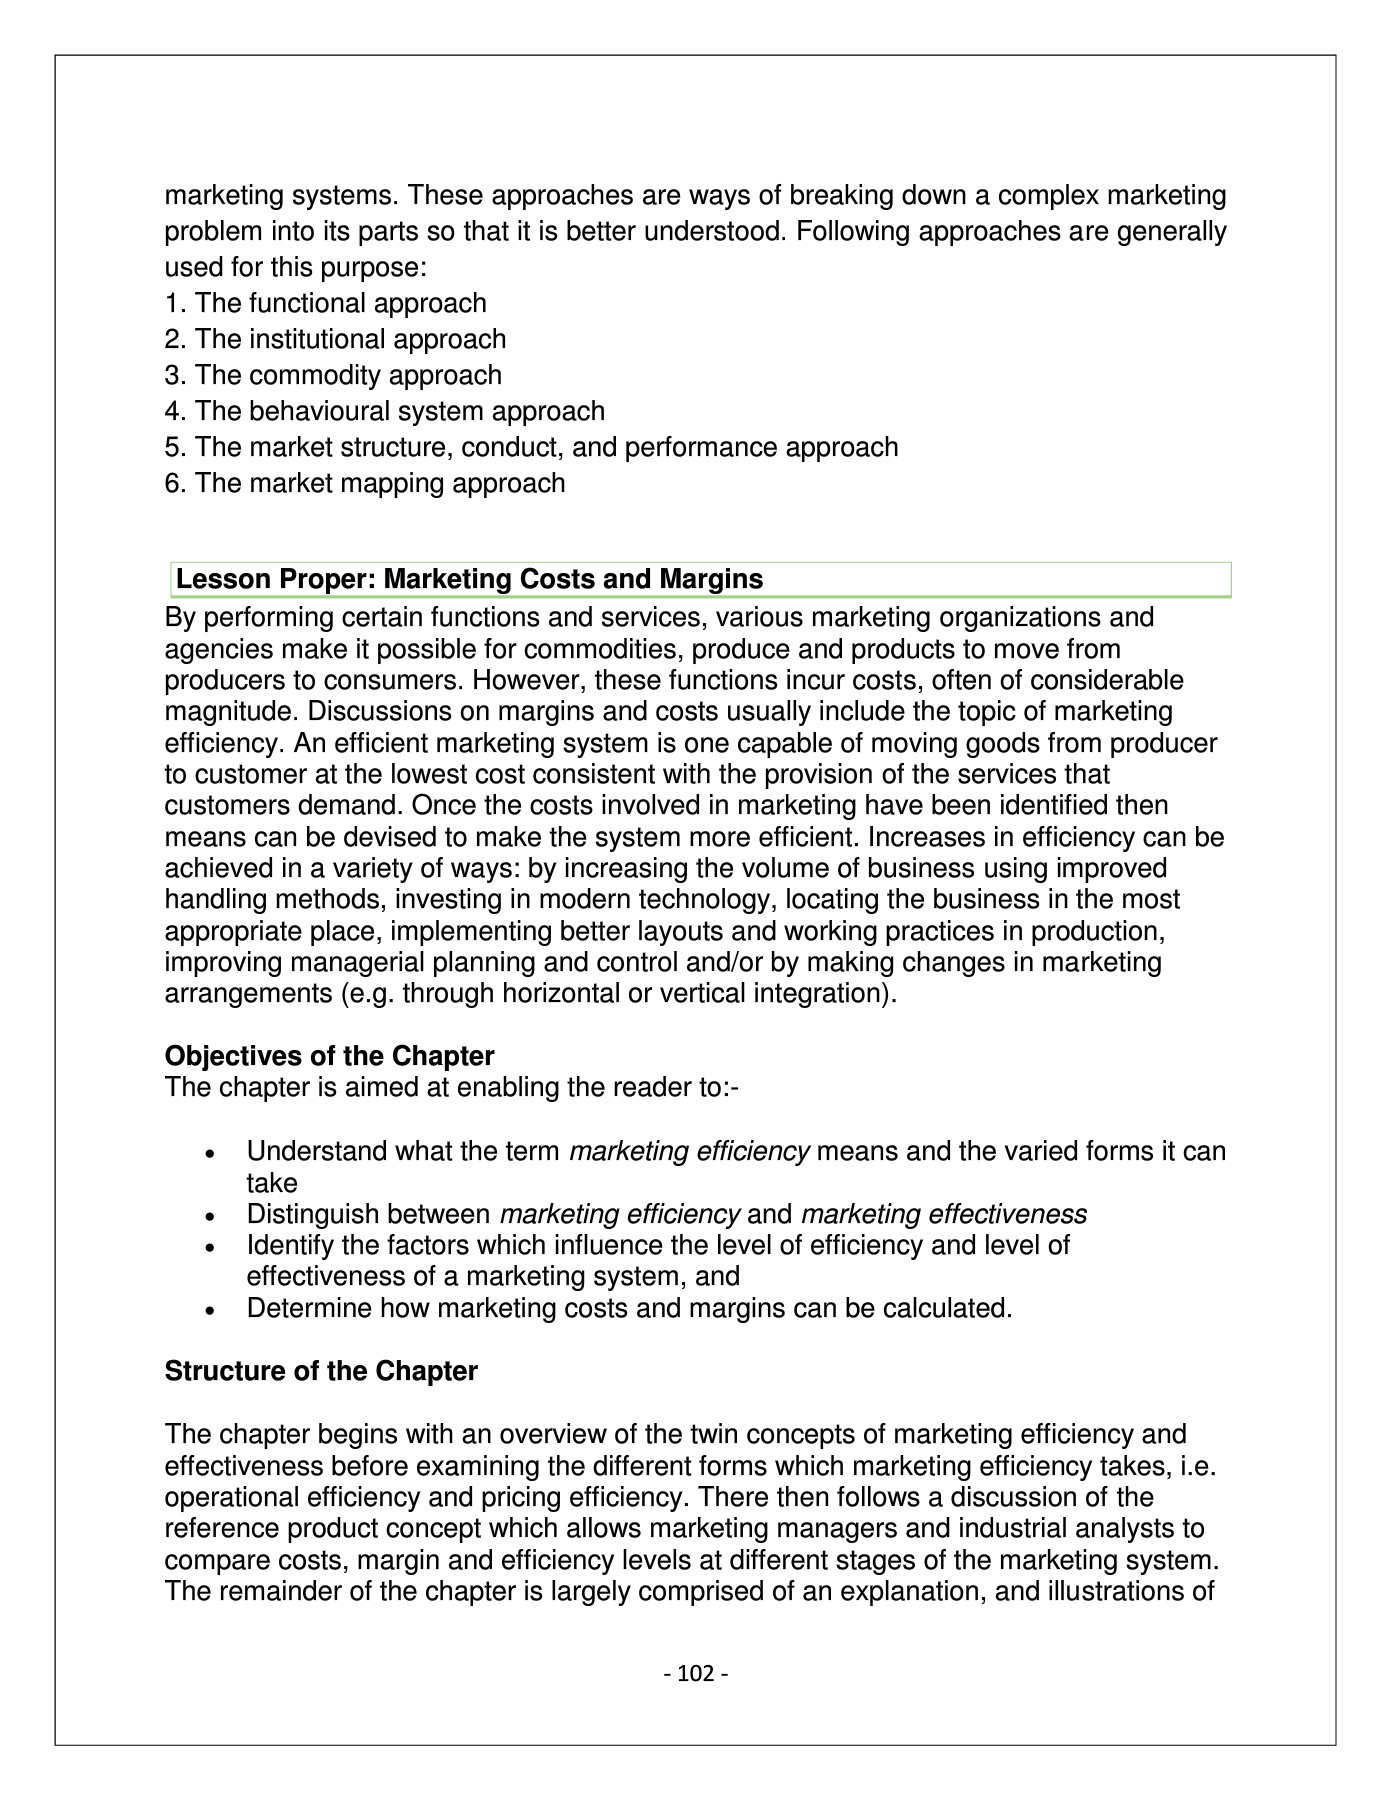 marketing systems. These approaches are ways of breaking down a complex marketing
problem into its parts so that it is better understood. Following approaches are generally
used for this purpose:
1. The functional approach
2. The institutional approach
3. The commodity approach
4. The behavioural system approach
5. The market structure, conduct, and performance approach
6. The market mapping approach
Lesson Proper: Marketing Costs and Margins
By performing certain functions and services, various marketing organizations and
agencies make it possible for commodities, produce and products to move from
producers to consumers. However, these functions incur costs, often of considerable
magnitude. Discussions on margins and costs usually include the topic of marketing
efficiency. An efficient marketing system is one capable of moving goods from producer
to customer at the lowest cost consistent with the provision of the services that
customers demand. Once the costs involved in marketing have been identified then
means can be devised to make the system more efficient. Increases in efficiency can be
achieved in a variety of ways: by increasing the volume of business using improved
handling methods, investing in modern technology, locating the business in the most
appropriate place, implementing better layouts and working practices in production,
improving managerial planning and control and/or by making changes in marketing
arrangements (e.g. through horizontal or vertical integration).
Objectives of the Chapter
The chapter is aimed at enabling the reader to:-
• Understand what the term marketing efficiency means and the varied forms it can
take
• Distinguish between marketing efficiency and marketing effectiveness
• Identify the factors which influence the level of efficiency and level of
effectiveness of a marketing system, and
• Determine how marketing costs and margins can be calculated.
Structure of the Chapter
The chapter begins with an overview of the twin concepts of marketing efficiency and
effectiveness before examining the different forms which marketing efficiency takes, i.e.
operational efficiency and pricing efficiency. There then follows a discussion of the
reference product concept which allows marketing managers and industrial analysts to
compare costs, margin and efficiency levels at different stages of the marketing system.
The remainder of the chapter is largely comprised of an explanation, and illustrations of
- 102 -